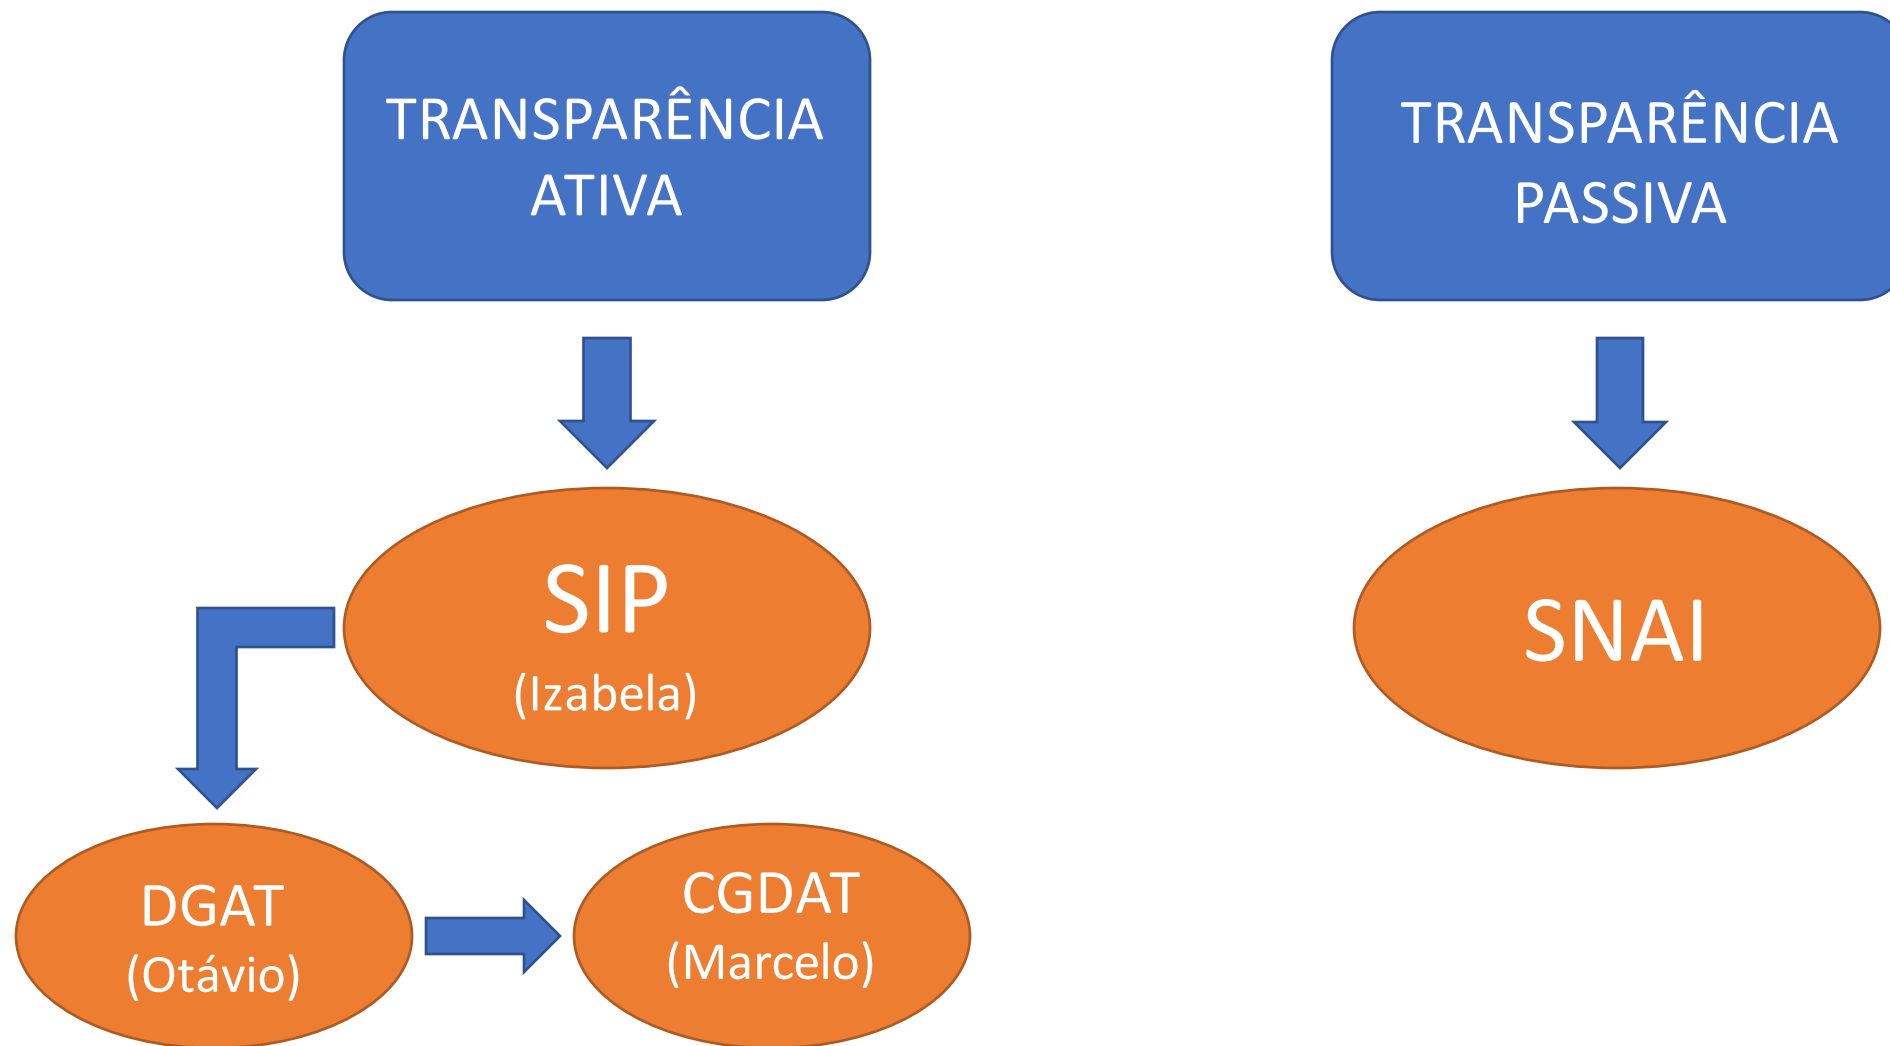 TRANSPARÊNCIA
ATIVA
TRANSPARÊNCIA
PASSIVA
SIP
(Izabela)
SNAI
DGAT
(Otávio)
CGDAT
(Marcelo)